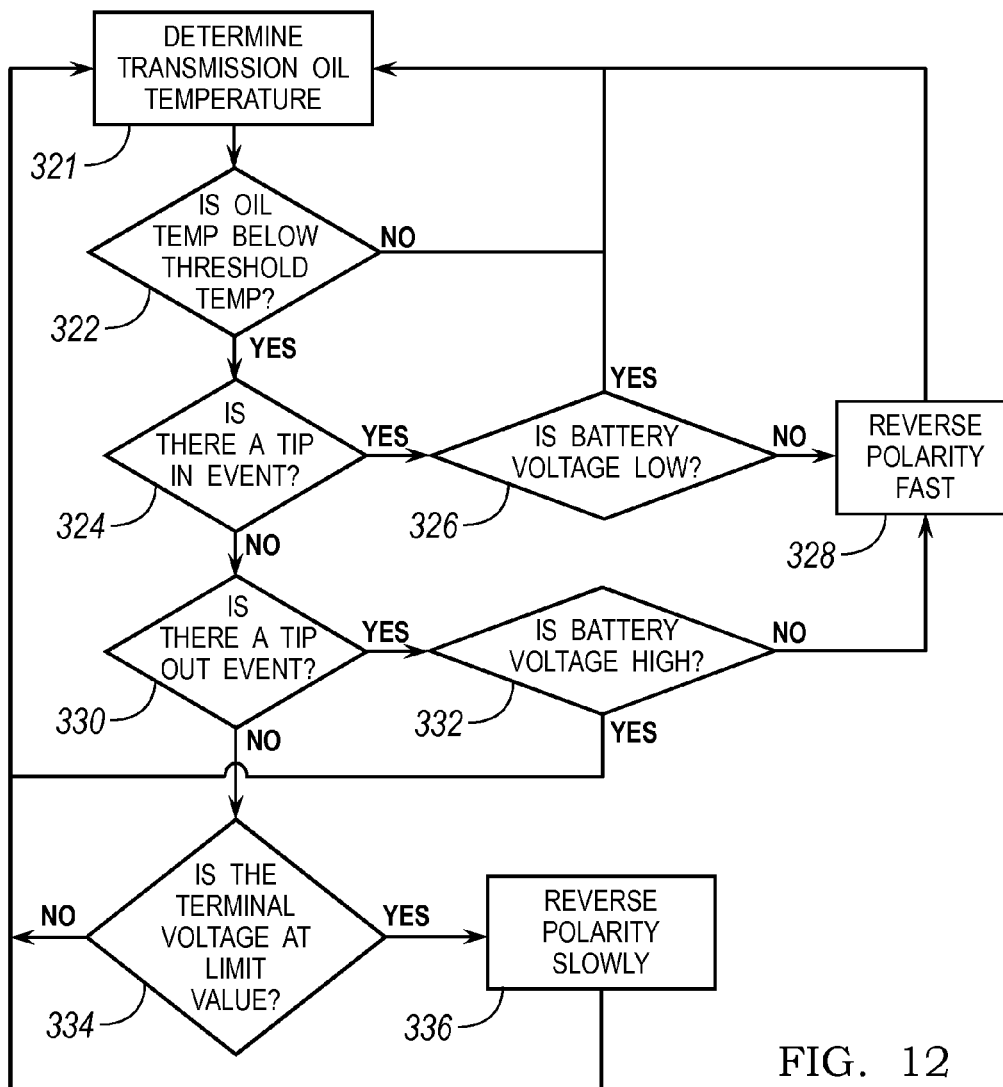 DETERMINE
TRANSMISSION OIL
TEMPERATURE
321
IS OIL
TEMP BELOW
THRESHOLD
TEMP?
NO
322
YES
IS
THERE A TIP
IN EVENT?
YES
324
NO
YES
IS BATTERY
VOLTAGE LOW?
NO
326
REVERSE
POLARITY
FAST
328
IS
THERE A TIP
OUT EVENT?
YES
330
NO
IS BATTERY
VOLTAGE HIGH?
NO
332
YES
IS THE
TERMINAL
VOLTAGE AT
LIMIT
VALUE?
NO
YES
334
REVERSE
POLARITY
SLOWLY
336
FIG. 12